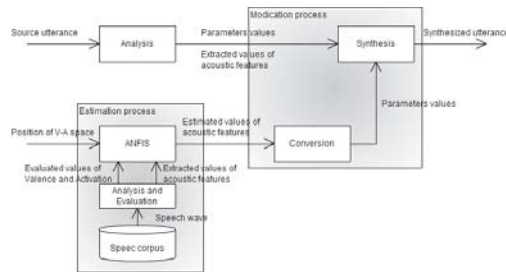 Modication process
Source utterance
Analysis
Parameters values
Extracted values of
acoustic features
Synthesis
Synthesized utterance
Parameters values
Estimation process
Position of V-A space
ANFIS
Estimated values of
acoustic features
Conversion
Evaluated values of
Valence and Activation
Extracted values of
acoustic features
Analysis and
Evaluation
Speech wave
Speec corpus